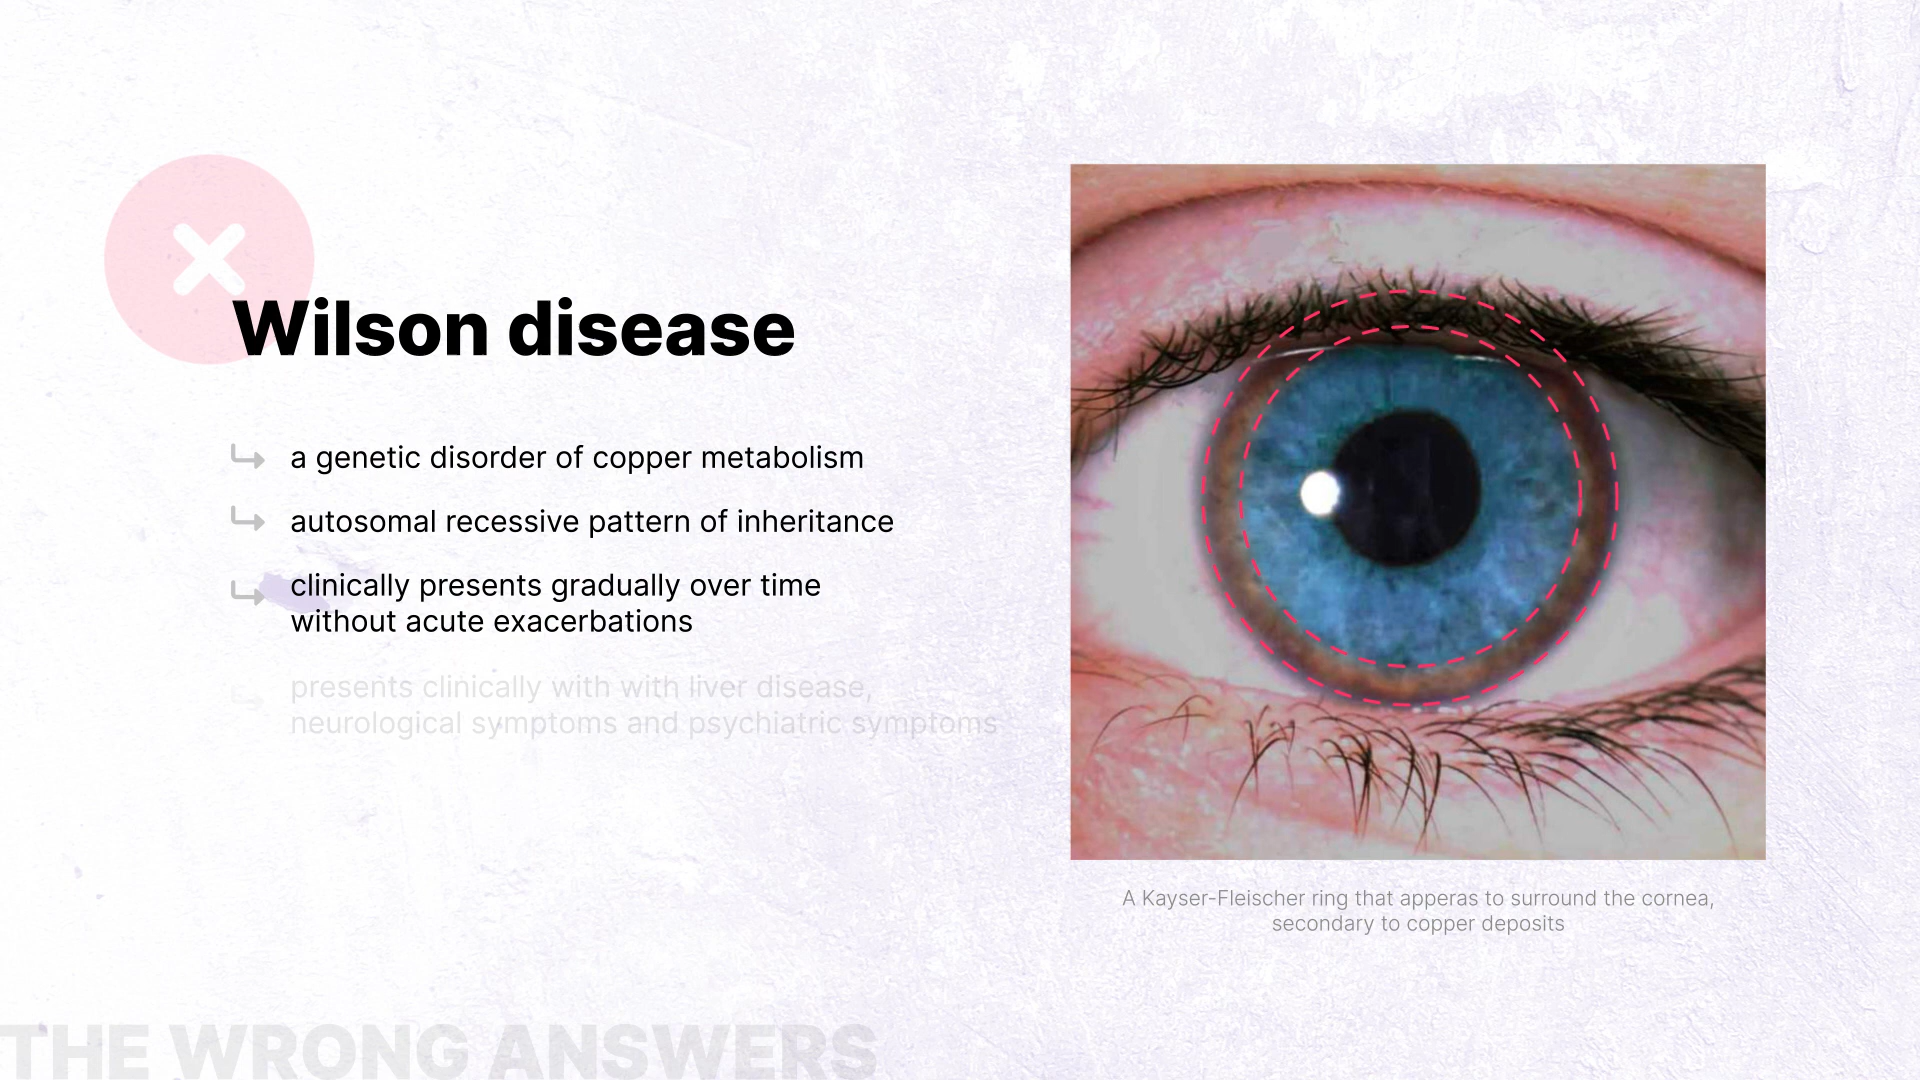 Wilson disease
a genetic disorder of copper metabolism
autosomal recessive pattern of inheritance
clinically presents gradually over time
without acute exacerbations
presents clinically with with liver disease,
neurological symptoms and psychiatric symptoms
A Kayser-Fleischer ring that apperas to surround the cornea,
secondary to copper deposits
THE WRONG ANSWERS